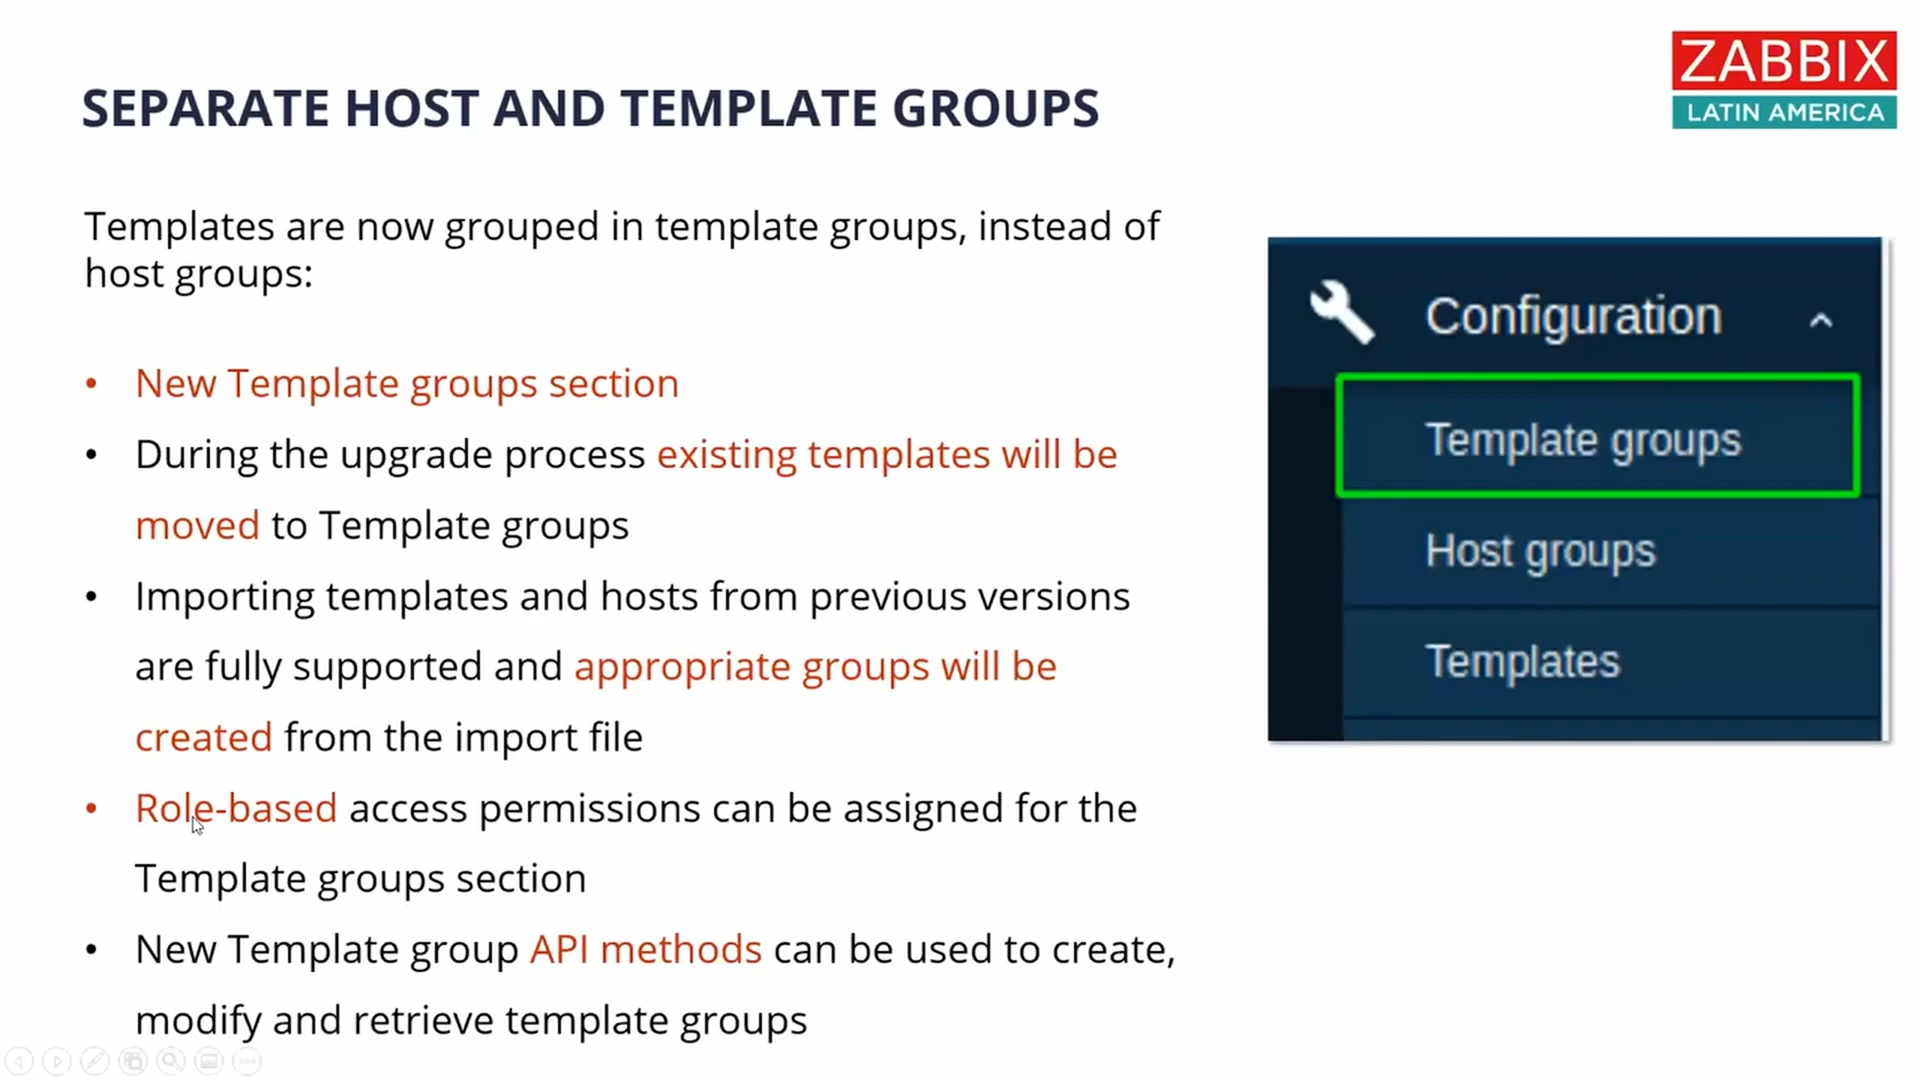 ZABBIX
LATIN AMERICA
SEPARATE HOST AND TEMPLATE GROUPS
Templates are now grouped in template groups, instead of
host groups:
• New Template groups section
• During the upgrade process existing templates will be
moved to Template groups
• Importing templates and hosts from previous versions
are fully supported and appropriate groups will be
created from the import file
• Role-based access permissions can be assigned for the
Template groups section
• New Template group API methods can be used to create,
modify and retrieve template groups
Configuration
Template groups
Host groups
Templates